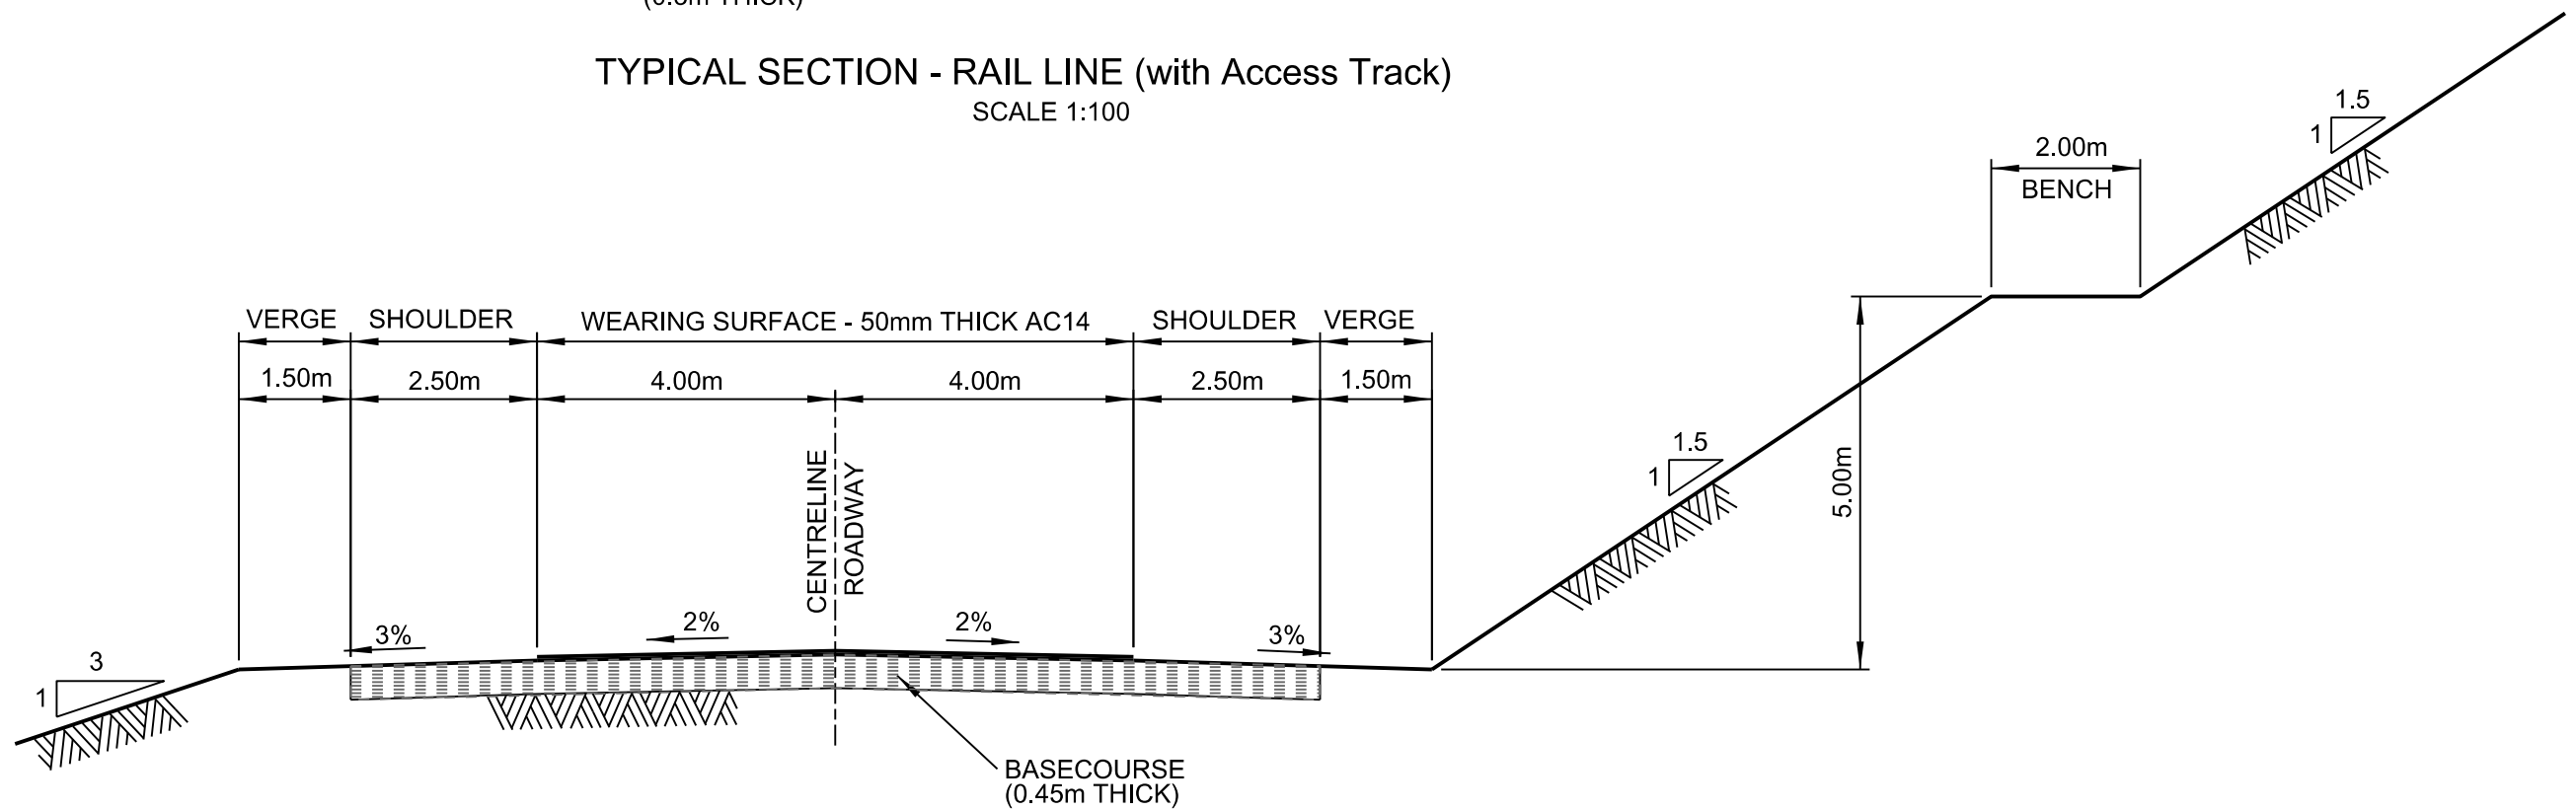 TYPICAL SECTION - RAIL LINE (with Access Track)
SCALE 1:100
1.5
1
2.00m
BENCH
VERGE SHOULDER WEARING SURFACE - 50mm THICK AC14 SHOULDER VERGE
1.50m 2.50m 4.00m 4.00m 2.50m 1.50m
1.5
1
5.00m
CENTRELINE
ROADWAY
3% 2% 2% 3%
3
1
BASECOURSE
(0.45m THICK)